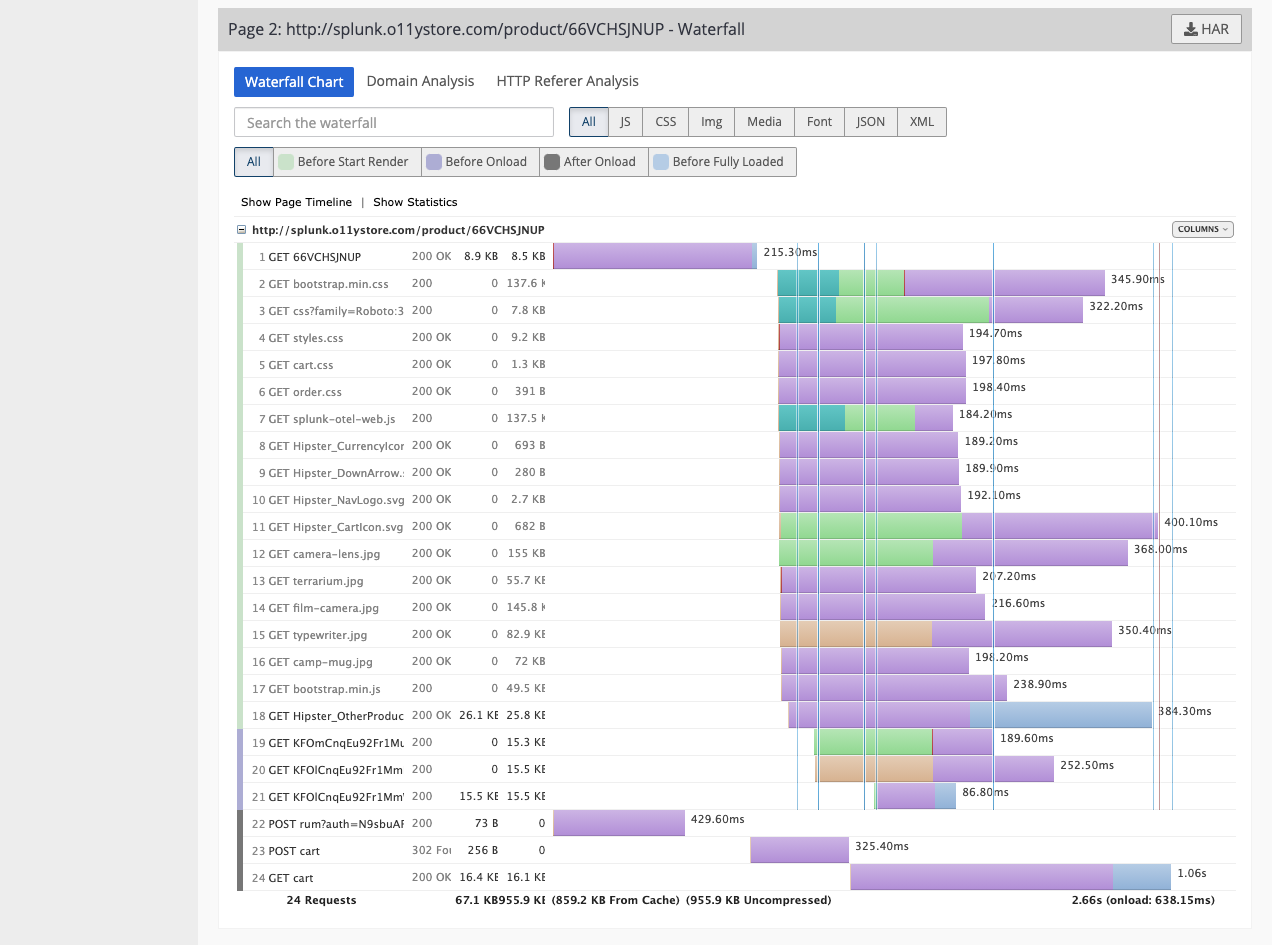 Page 2: http://splunk.o11ystore.com/product/66VCHSJNUP - Waterfall HAR
Waterfall Chart Domain Analysis HTTP Referer Analysis
Search the waterfall All JS CSS Img Media Font JSON XML
All Before Start Render Before Onload After Onload Before Fully Loaded
Show Page Timeline | Show Statistics
http://splunk.o11ystore.com/product/66VCHSJNUP COLUMNS
1 GET 66VCHSJNUP 200 OK 8.9 KB 8.5 KB 215.30ms
2 GET bootstrap.min.css 200 0 137.6 K 345.90ms
3 GET css?family=Roboto:3 200 0 7.8 KB 322.20ms
4 GET styles.css 200 OK 0 9.2 KB 194.70ms
5 GET cart.css 200 OK 0 1.3 KB 197.80ms
6 GET order.css 200 OK 0 391 B 198.40ms
7 GET splunk-otel-web.js 200 0 137.5 K 184.20ms
8 GET Hipster_CurrencyIcon 200 OK 0 693 B 189.20ms
9 GET Hipster_DownArrow.s 200 OK 0 280 B 189.90ms
10 GET Hipster_NavLogo.svg 200 OK 0 2.7 KB 192.10ms
11 GET Hipster_CartIcon.svg 200 OK 0 682 B 400.10ms
12 GET camera-lens.jpg 200 OK 0 155 KB 368.00ms
13 GET terrarium.jpg 200 OK 0 55.7 KB 207.20ms
14 GET film-camera.jpg 200 OK 0 145.8 K 216.60ms
15 GET typewriter.jpg 200 OK 0 82.9 KB 350.40ms
16 GET camp-mug.jpg 200 OK 0 72 KB 198.20ms
17 GET bootstrap.min.js 200 0 49.5 KB 238.90ms
18 GET Hipster_OtherProduc 200 OK 26.1 KB 25.8 KB 384.30ms
19 GET KFOmCnqEu92Fr1Mu 200 0 15.3 KB 189.60ms
20 GET KFOlCnqEu92Fr1Mm 200 0 15.5 KB 252.50ms
21 GET KFOlCnqEu92Fr1Mm 200 15.5 KB 15.5 KB 86.80ms
22 POST rum?auth=N9sbuAF 200 73 B 0 429.60ms
23 POST cart 302 Fou 256 B 0 325.40ms
24 GET cart 200 OK 16.4 KB 16.1 KB 1.06s
24 Requests 67.1 KB 955.9 KB (859.2 KB From Cache) (955.9 KB Uncompressed) 2.66s (onload: 638.15ms)